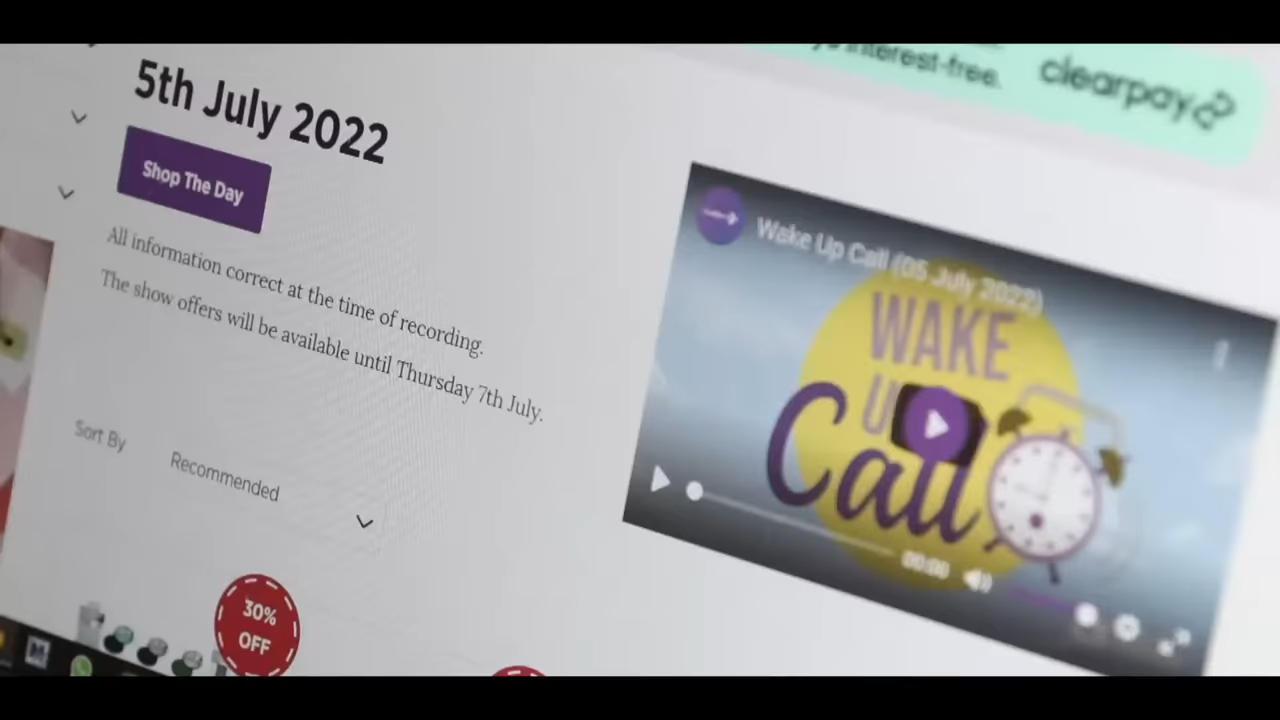 interest-free.
clearpay
5th July 2022
Shop The Day
All information correct at the time of recording.
The show offers will be available until Thursday 7th July.
Sort By
Recommended
30%
OFF
Wake Up Call (05 July 2022)
WAKE
U
Call
00:00